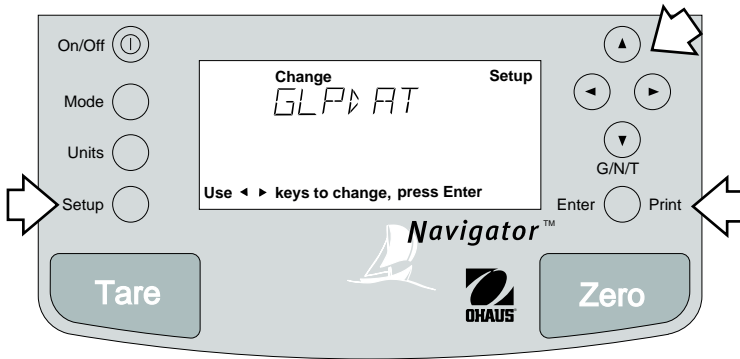 On/Off
Mode
Units
Setup
Change Setup
GLP▷ AT
Use ◄ ► keys to change, press Enter
G/N/T
Enter Print
Navigator™
Tare
OHAUS®
Zero